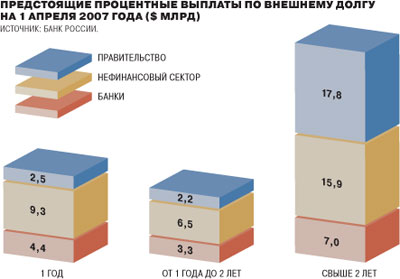 ПРЕДСТОЯЩИЕ ПРОЦЕНТНЫЕ ВЫПЛАТЫ ПО ВНЕШНЕМУ ДОЛГУ
НА 1 АПРЕЛЯ 2007 ГОДА ($ МЛРД)
ИСТОЧНИК: БАНК РОССИИ.
ПРАВИТЕЛЬСТВО
НЕФИНАНСОВЫЙ СЕКТОР
БАНКИ
2,5
9,3
4,4
2,2
6,5
3,3
17,8
15,9
7,0
1 ГОД
ОТ 1 ГОДА ДО 2 ЛЕТ
СВЫШЕ 2 ЛЕТ